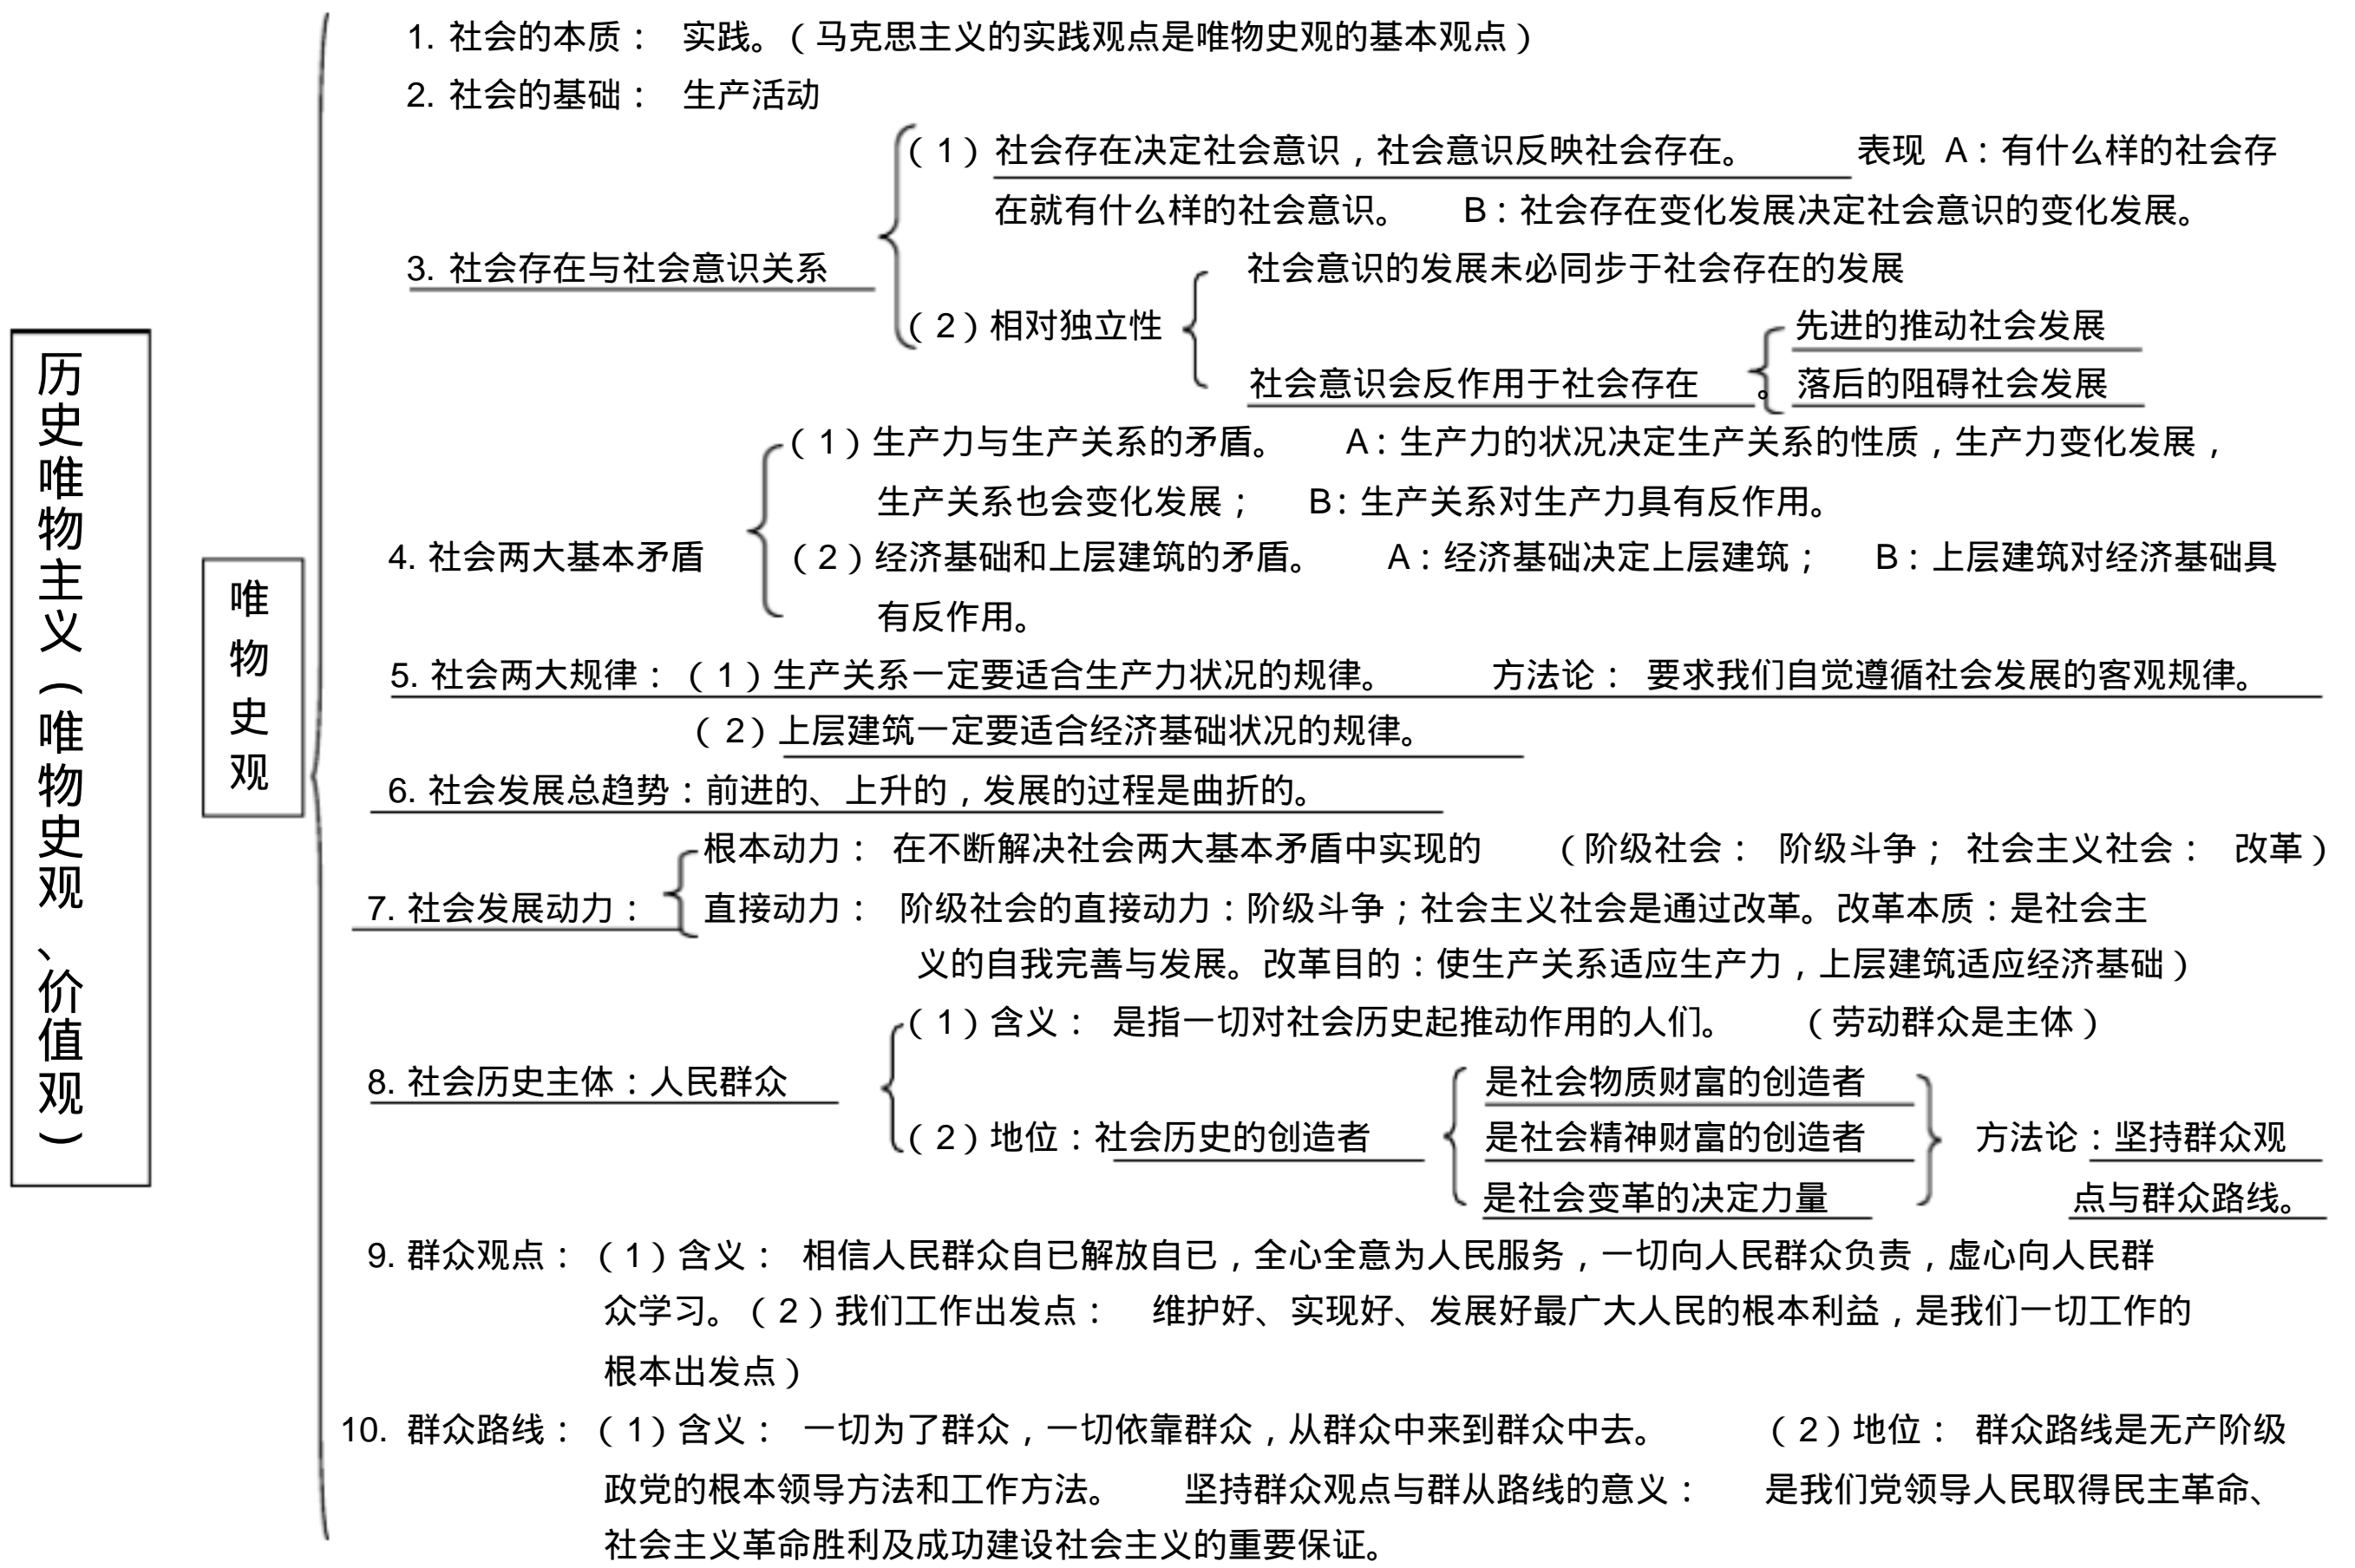 历史唯物主义（唯物史观、价值观）
唯物史观
1. 社会的本质： 实践。（马克思主义的实践观点是唯物史观的基本观点）
2. 社会的基础： 生产活动
（1）社会存在决定社会意识，社会意识反映社会存在。 表现 A：有什么样的社会存
在就有什么样的社会意识。 B：社会存在变化发展决定社会意识的变化发展。
3. 社会存在与社会意识关系
社会意识的发展未必同步于社会存在的发展
（2）相对独立性
先进的推动社会发展
社会意识会反作用于社会存在。
落后的阻碍社会发展
（1）生产力与生产关系的矛盾。 A：生产力的状况决定生产关系的性质，生产力变化发展，
生产关系也会变化发展； B：生产关系对生产力具有反作用。
4. 社会两大基本矛盾
（2）经济基础和上层建筑的矛盾。 A：经济基础决定上层建筑； B：上层建筑对经济基础具
有反作用。
5. 社会两大规律：（1）生产关系一定要适合生产力状况的规律。 方法论： 要求我们自觉遵循社会发展的客观规律。
（2）上层建筑一定要适合经济基础状况的规律。
6. 社会发展总趋势：前进的、上升的，发展的过程是曲折的。
根本动力： 在不断解决社会两大基本矛盾中实现的 （阶级社会： 阶级斗争； 社会主义社会： 改革）
7. 社会发展动力：
直接动力： 阶级社会的直接动力：阶级斗争；社会主义社会是通过改革。改革本质：是社会主
义的自我完善与发展。改革目的：使生产关系适应生产力，上层建筑适应经济基础）
（1）含义： 是指一切对社会历史起推动作用的人们。 （劳动群众是主体）
8. 社会历史主体：人民群众
是社会物质财富的创造者
（2）地位：社会历史的创造者
是社会精神财富的创造者
方法论：坚持群众观
是社会变革的决定力量
点与群众路线。
9. 群众观点：（1）含义： 相信人民群众自已解放自已，全心全意为人民服务，一切向人民群众负责，虚心向人民群
众学习。（2）我们工作出发点： 维护好、实现好、发展好最广大人民的根本利益，是我们一切工作的
根本出发点）
10. 群众路线：（1）含义： 一切为了群众，一切依靠群众，从群众中来到群众中去。 （2）地位： 群众路线是无产阶级
政党的根本领导方法和工作方法。 坚持群众观点与群从路线的意义： 是我们党领导人民取得民主革命、
社会主义革命胜利及成功建设社会主义的重要保证。